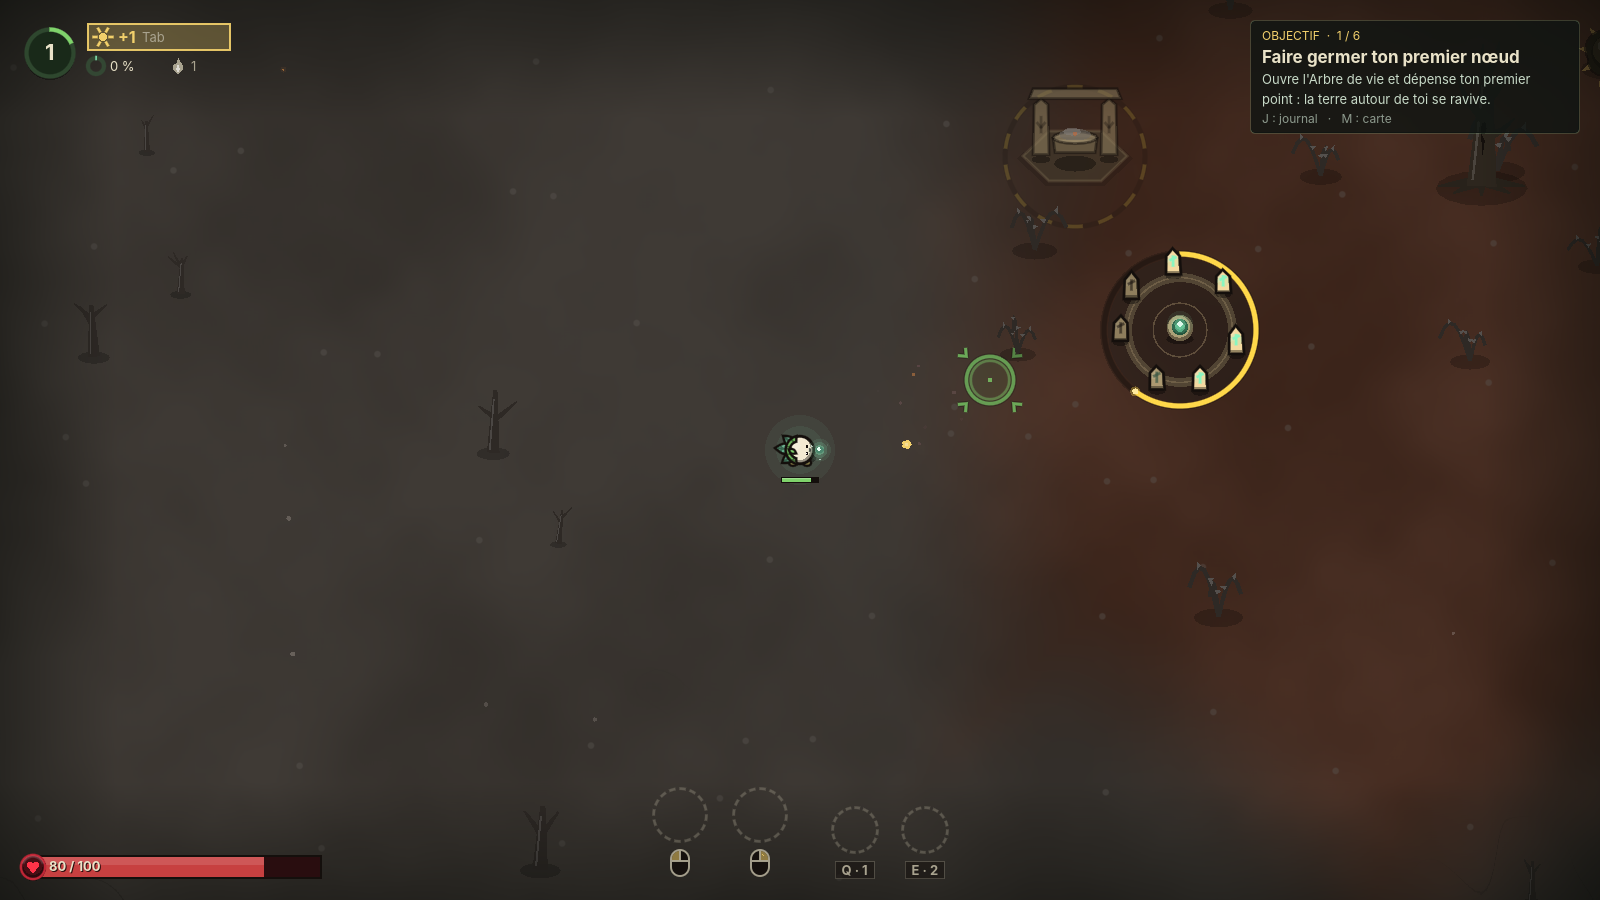 1
+1 Tab
0 %
1
OBJECTIF · 1 / 6
Faire germer ton premier nœud
Ouvre l'Arbre de vie et dépense ton premier
point : la terre autour de toi se ravive.
J : journal · M : carte
80 / 100
Q · 1
E · 2